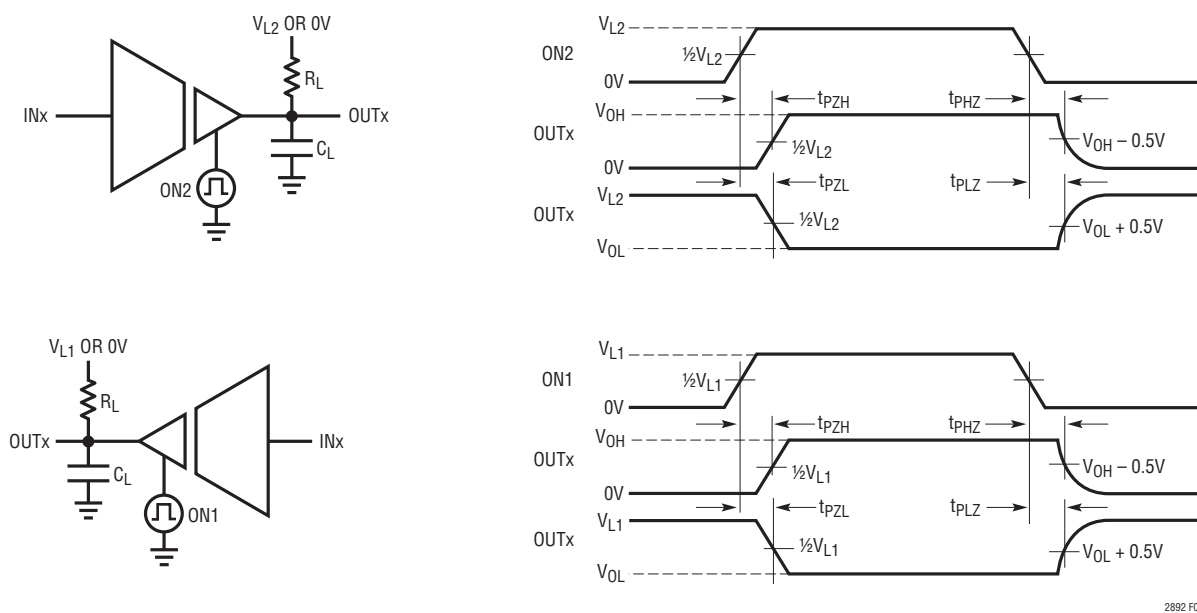 VL2 OR 0V
RL
INx
OUTx
CL
ON2
VL2
ON2
½VL2
0V
tPZH
tPHZ
VOH
OUTx
½VL2
VOH – 0.5V
0V
tPZL
tPLZ
VL2
OUTx
½VL2
VOL + 0.5V
VOL
VL1 OR 0V
RL
OUTx
INx
CL
ON1
VL1
ON1
½VL1
0V
tPZH
tPHZ
VOH
OUTx
½VL1
VOH – 0.5V
0V
tPZL
tPLZ
VL1
OUTx
½VL1
VOL + 0.5V
VOL
2892